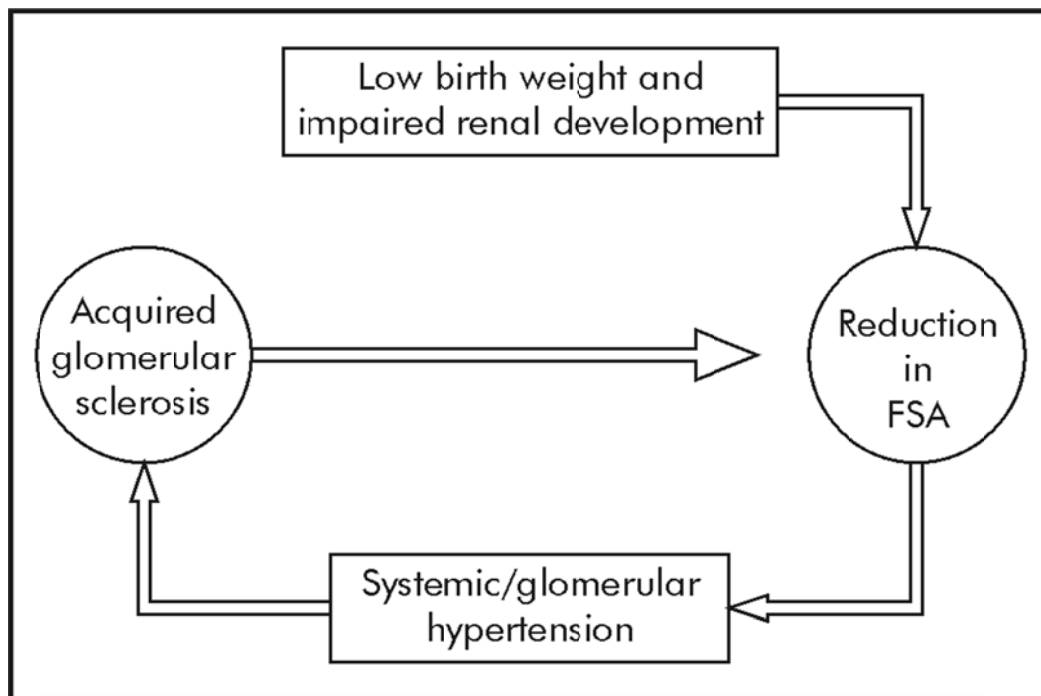 Low birth weight and
impaired renal development
Acquired
glomerular
sclerosis
Reduction
in
FSA
Systemic/glomerular
hypertension